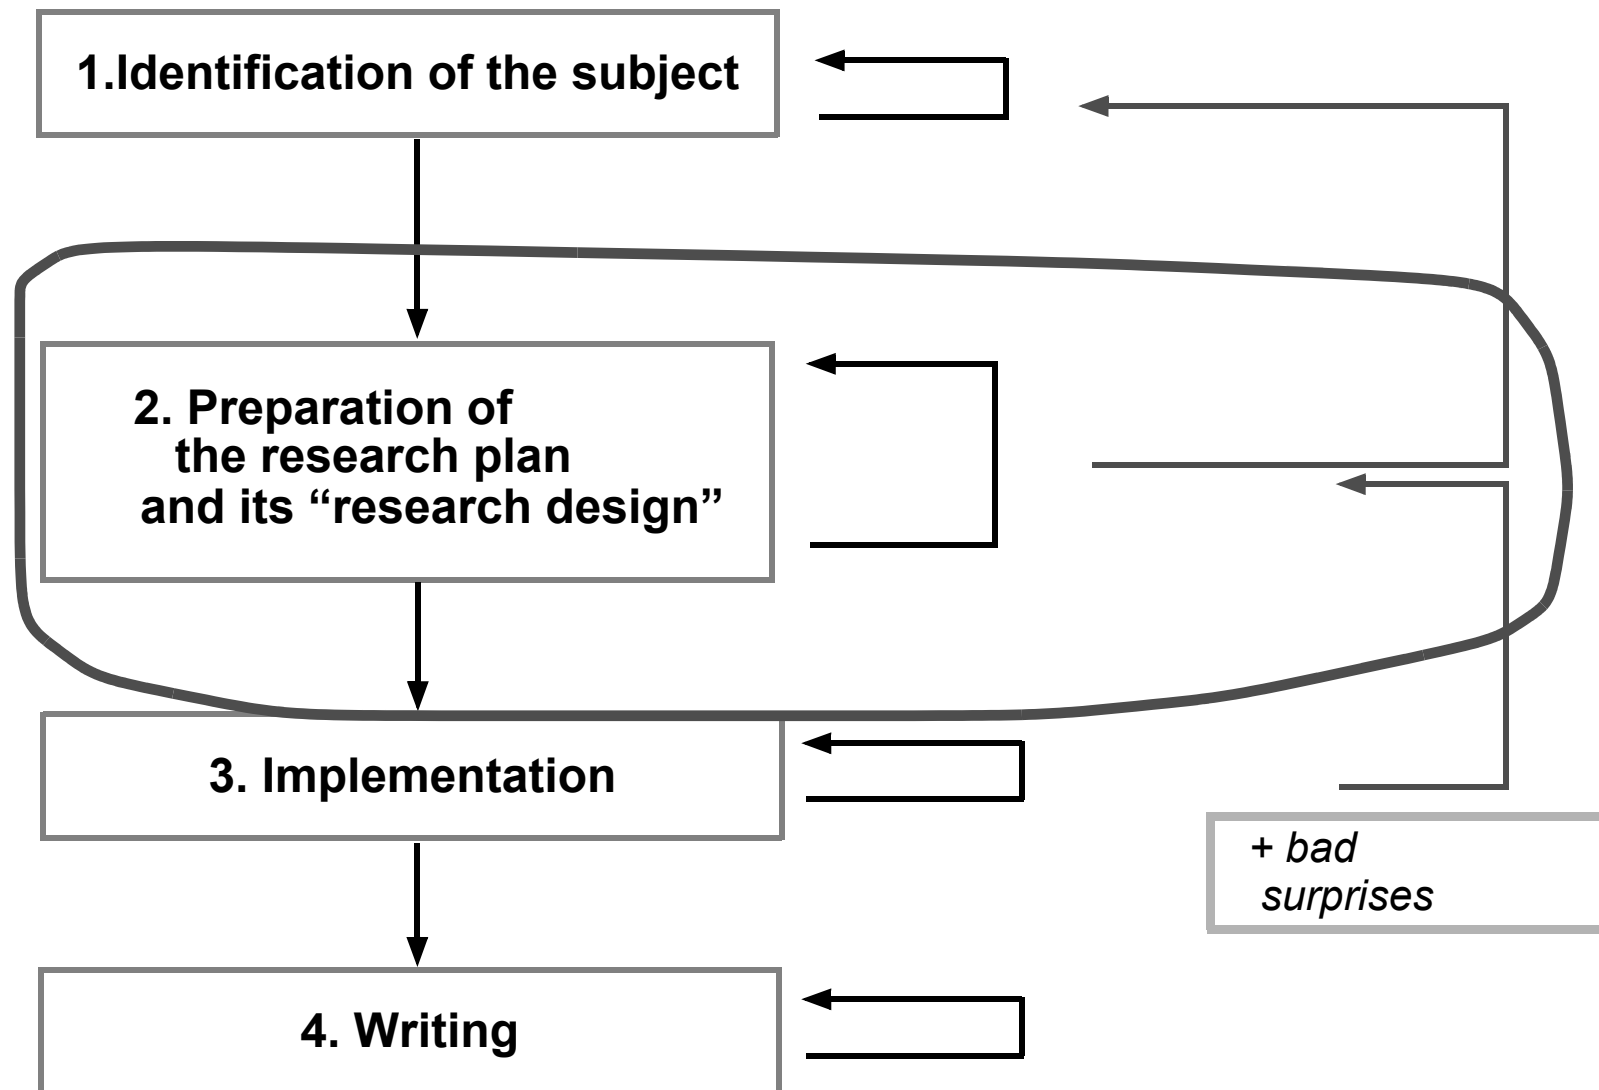 1.Identification of the subject
2. Preparation of
the research plan
and its “research design”
3. Implementation
+ bad
surprises
4. Writing